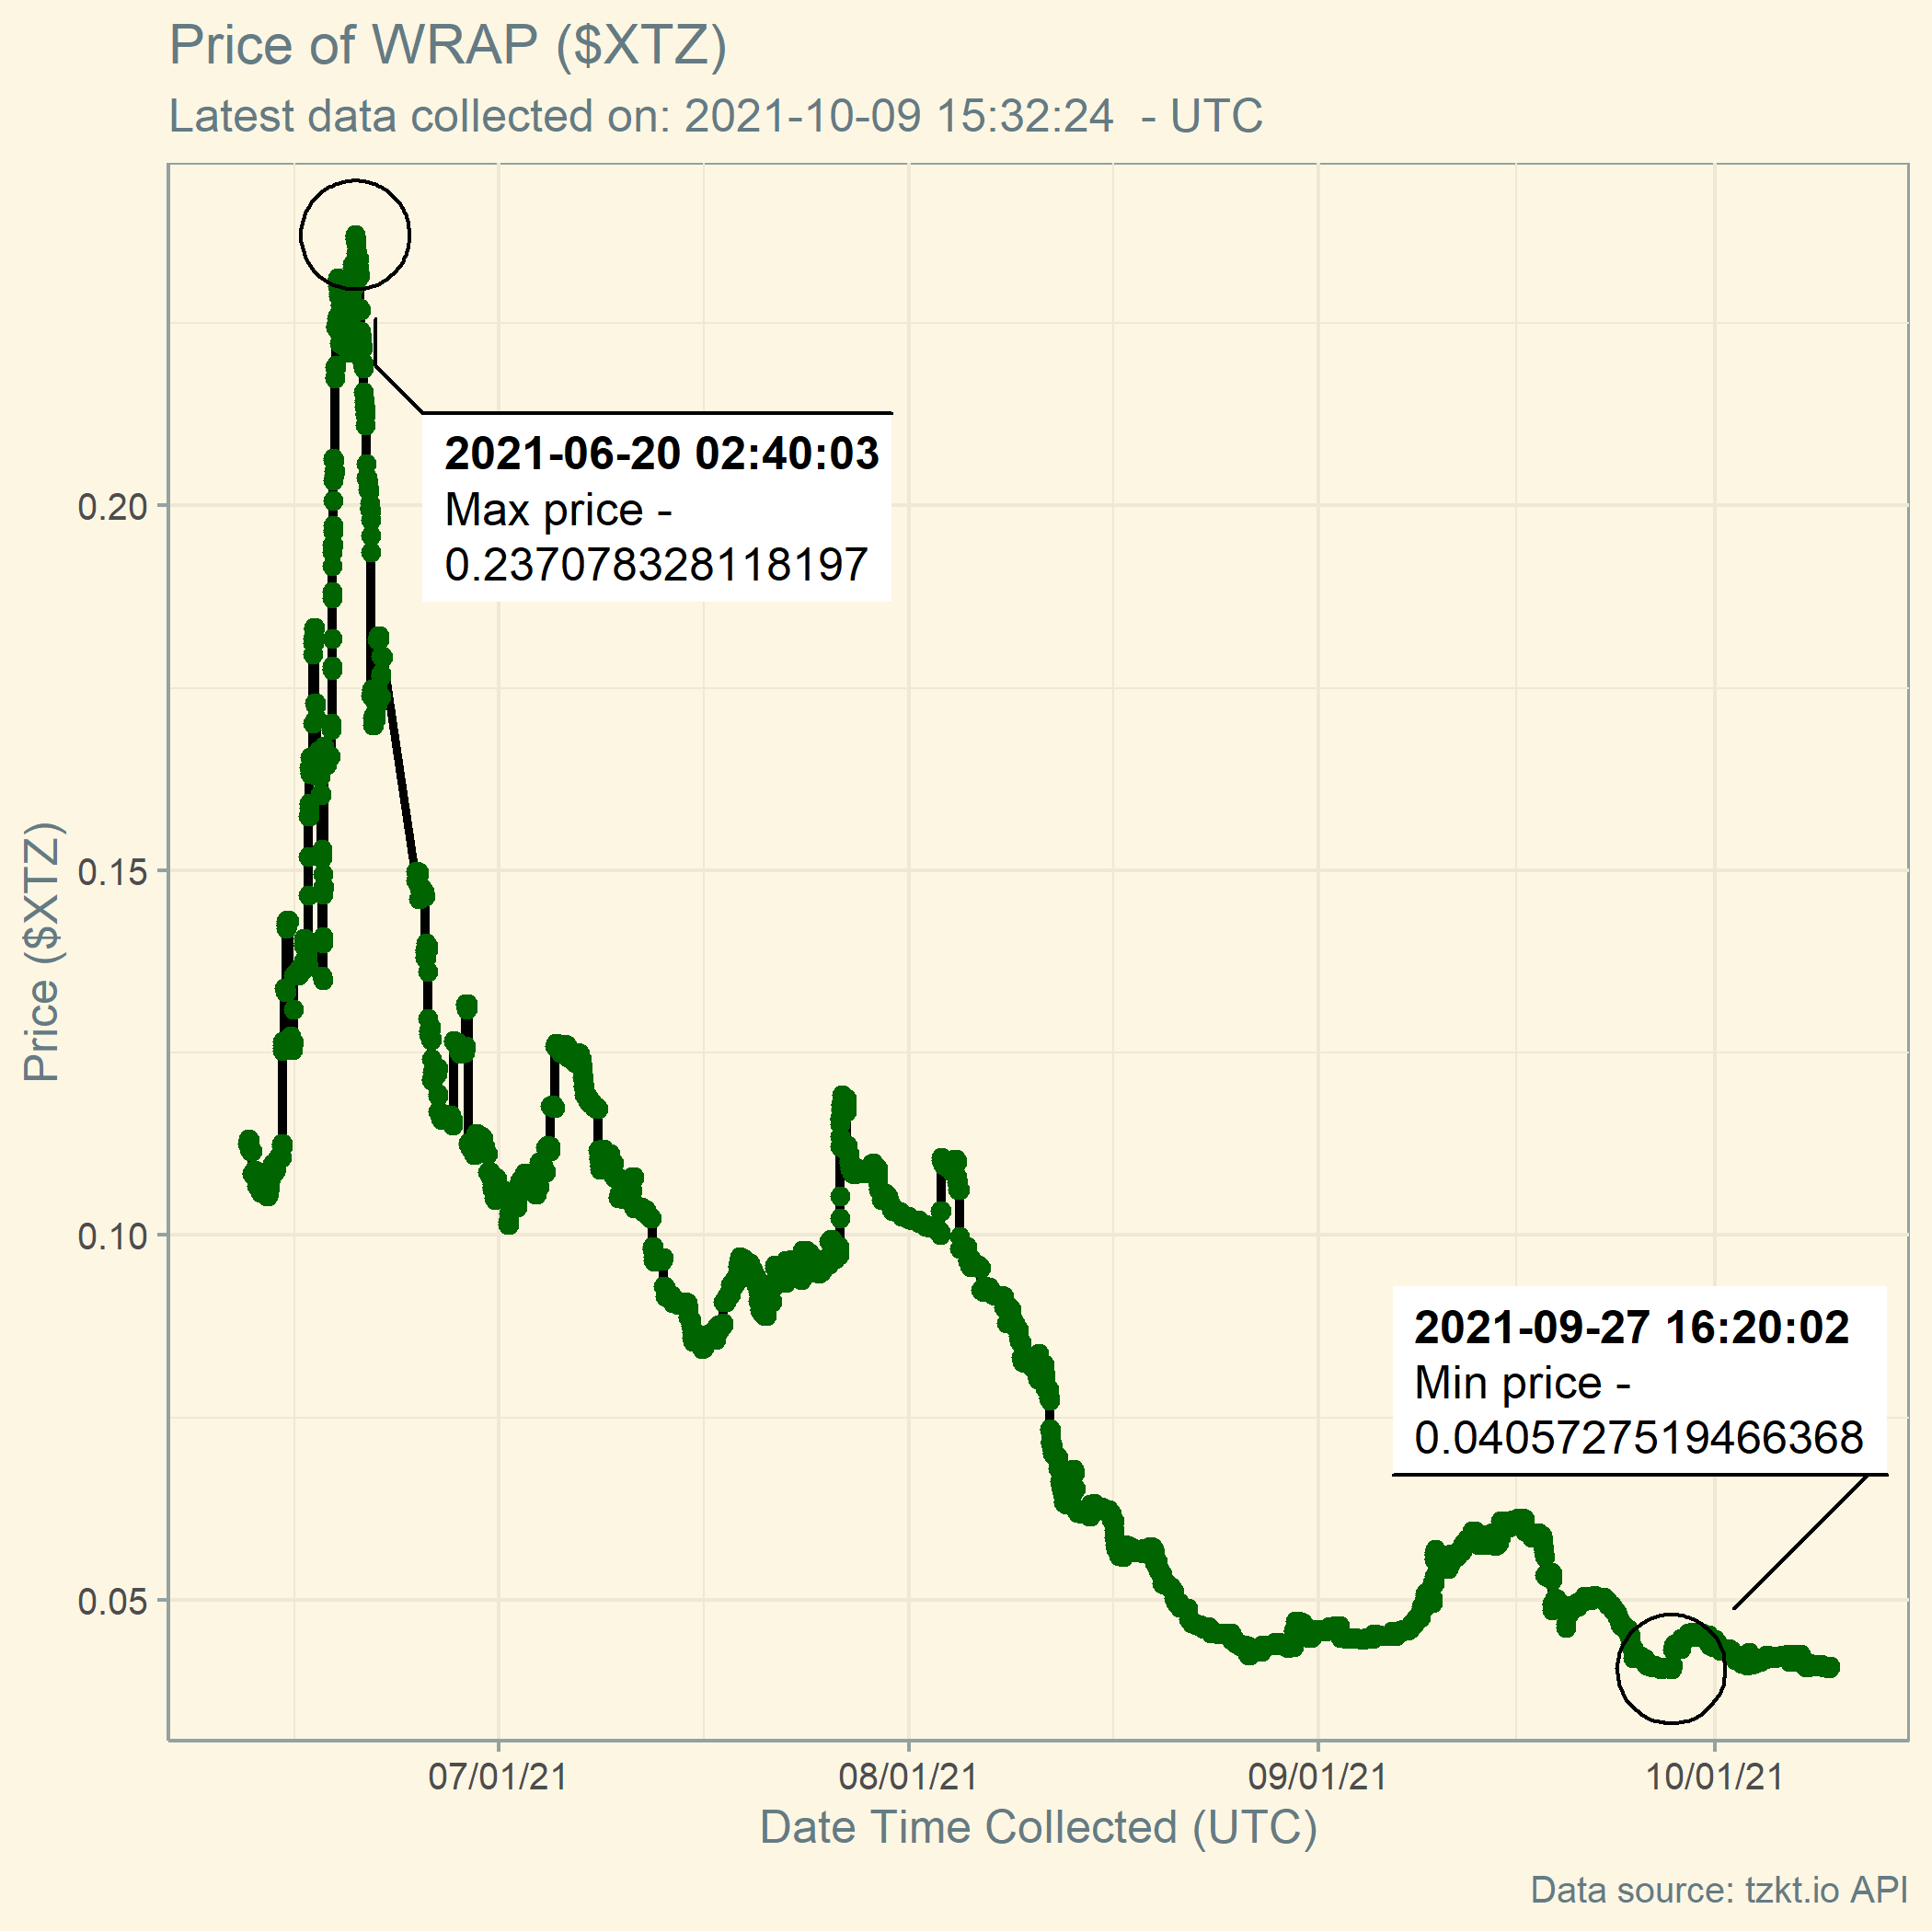 Price of WRAP ($XTZ)
Latest data collected on: 2021-10-09 15:32:24  - UTC
2021-06-20 02:40:03
Max price -
0.237078328118197
0.20
0.15
0.10
0.05
Price ($XTZ)
2021-09-27 16:20:02
Min price -
0.0405727519466368
07/01/21
08/01/21
09/01/21
10/01/21
Date Time Collected (UTC)
Data source: tzkt.io API